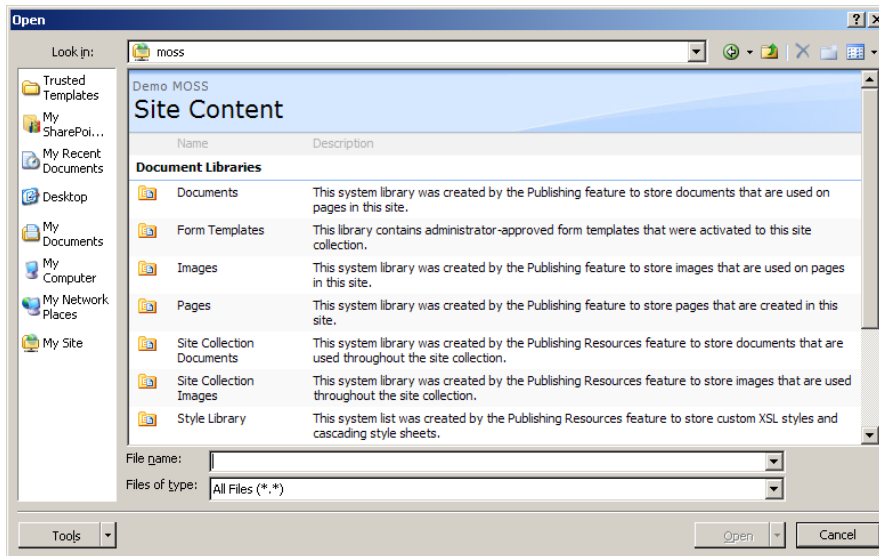 Open
Look in:
moss
Trusted
Templates
My
SharePoi...
My Recent
Documents
Desktop
My
Documents
My
Computer
My Network
Places
My Site
Demo MOSS
Site Content
Name Description
Document Libraries
Documents This system library was created by the Publishing feature to store documents that are used on
pages in this site.
Form Templates This library contains administrator-approved form templates that were activated to this site
collection.
Images This system library was created by the Publishing feature to store images that are used on pages
in this site.
Pages This system library was created by the Publishing feature to store pages that are created in this
site.
Site Collection This system library was created by the Publishing Resources feature to store documents that are
Documents used throughout the site collection.
Site Collection This system library was created by the Publishing Resources feature to store images that are used
Images throughout the site collection.
Style Library This system list was created by the Publishing Resources feature to store custom XSL styles and
cascading style sheets.
File name:
Files of type: All Files (*.*)
Tools Open Cancel